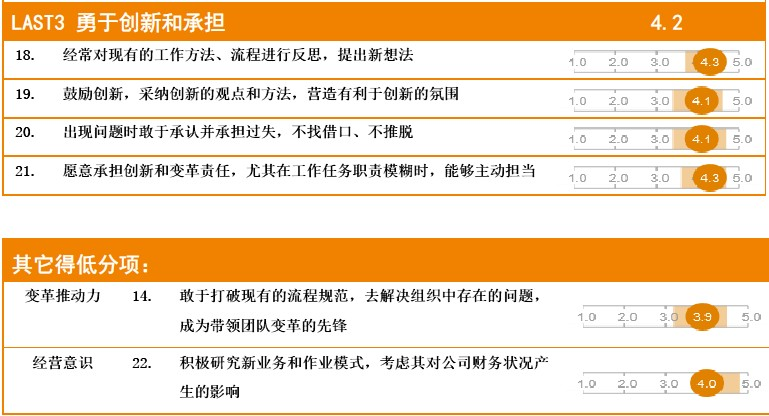 LAST3 勇于创新和承担 4.2
18. 经常对现有的工作方法、流程进行反思，提出新想法
1.0 2.0 3.0 4.3 5.0
19. 鼓励创新，采纳创新的观点和方法，营造有利于创新的氛围
1.0 2.0 3.0 4.1 5.0
20. 出现问题时敢于承认并承担过失，不找借口、不推脱
1.0 2.0 3.0 4.1 5.0
21. 愿意承担创新和变革责任，尤其在工作任务职责模糊时，能够主动担当
1.0 2.0 3.0 4.3 5.0
其它得低分项：
变革推动力 14. 敢于打破现有的流程规范，去解决组织中存在的问题，
成为带领团队变革的先锋
1.0 2.0 3.0 3.9 5.0
经营意识 22. 积极研究新业务和作业模式，考虑其对公司财务状况产
生的影响
1.0 2.0 3.0 4.0 5.0